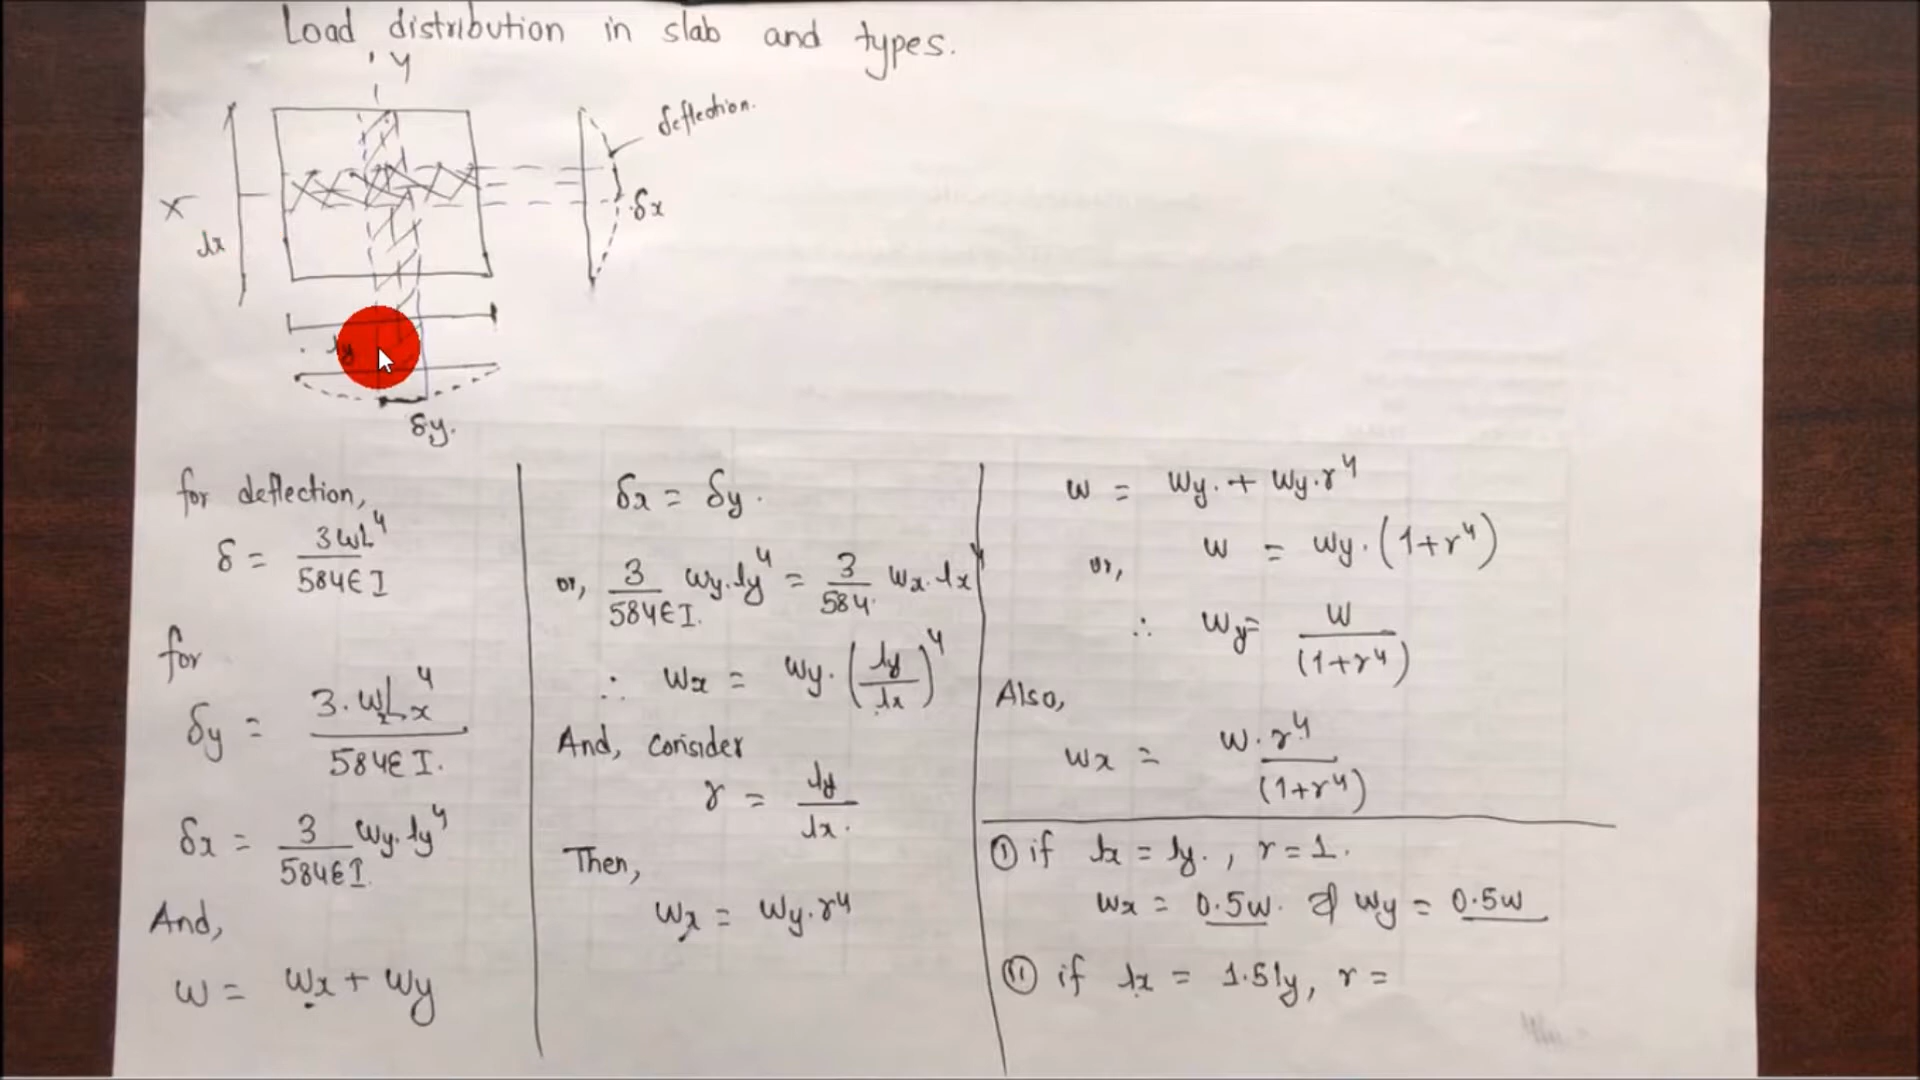 Load distribution in slab and types.
y
deflection.
x
lx
δx
ly
δy.
for deflection,
δ = 3wL⁴ / 584EI
for
δy = 3.wₓLₓ⁴ / 584EI.
δx = 3 / 584EI. wy.ly⁴
And,
w = wx + wy
δx = δy.
or, 3 / 584EI. wy.ly⁴ = 3 / 584. wx.lx⁴
∴ wx = wy.(ly / lx)⁴
And, consider
r = ly / lx.
Then,
wx = wy.r⁴
w = wy. + wy.r⁴
or, w = wy.(1+r⁴)
∴ wy = w / (1+r⁴)
Also,
wx = w.r⁴ / (1+r⁴)
① if lx = ly., r = 1.
wx = 0.5w. & wy = 0.5w
ⅱ if lx = 1.5ly, r =